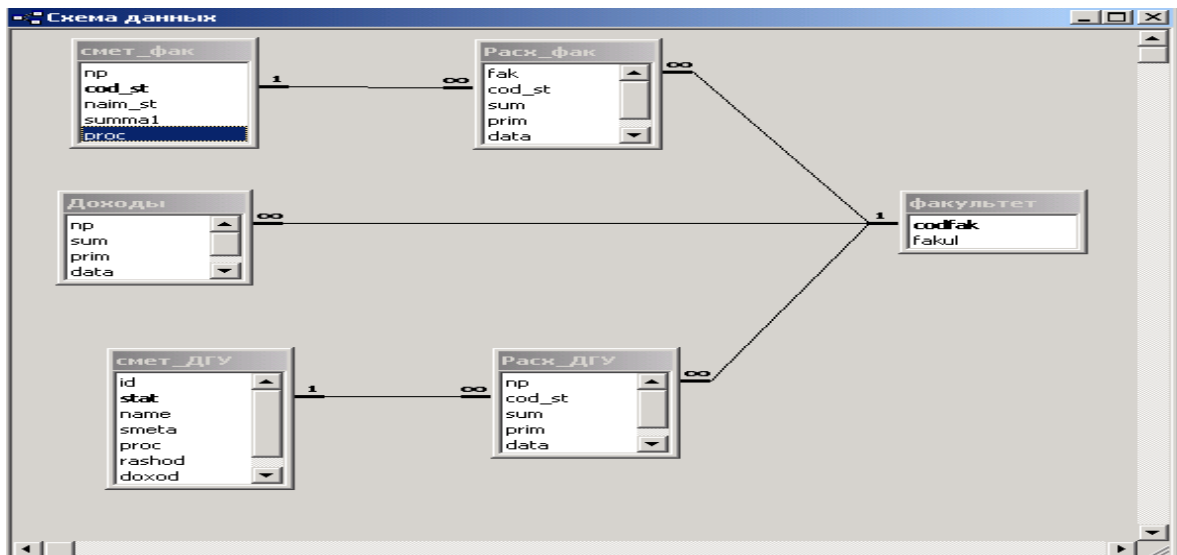 Схема данных
смет_фак
np
cod_st
naim_st
summa1
proc
1
∞
Расх_фак
fak
cod_st
sum
prim
data
∞
Доходы
np
sum
prim
data
∞
1
факультет
codfak
fakul
смет_ДГУ
id
stat
name
smeta
proc
rashod
doxod
1
∞
Расх_ДГУ
np
cod_st
sum
prim
data
∞